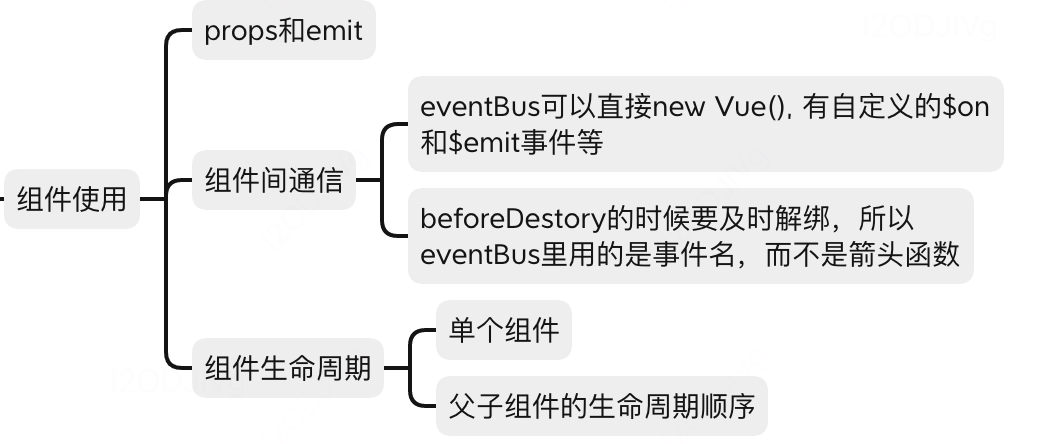 props和emit
eventBus可以直接new Vue(), 有自定义的$on
和$emit事件等
组件间通信
组件使用
beforeDestory的时候要及时解绑，所以
eventBus里用的是事件名，而不是箭头函数
单个组件
组件生命周期
父子组件的生命周期顺序